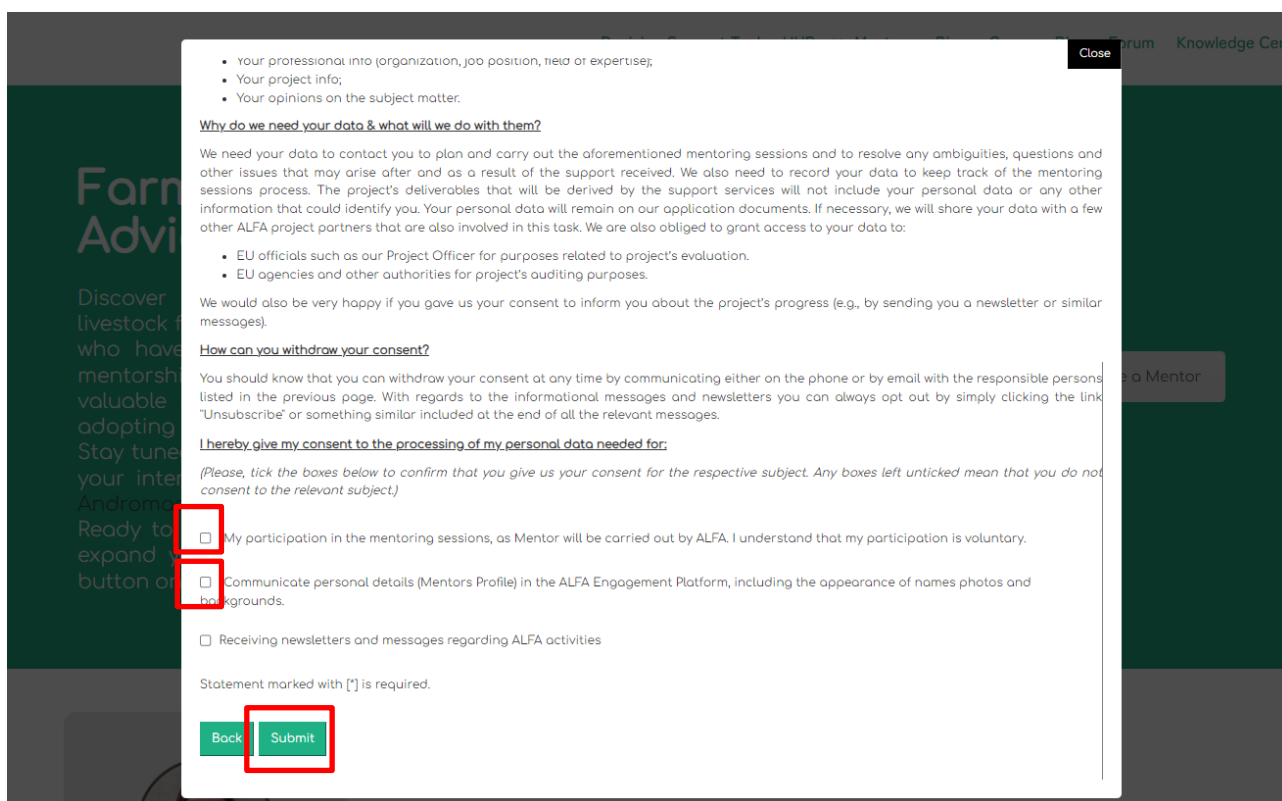 Forum Knowledge Cen
Close
• Your professional info (organization, job position, field of expertise);
• Your project info;
• Your opinions on the subject matter.
Why do we need your data & what will we do with them?
We need your data to contact you to plan and carry out the aforementioned mentoring sessions and to resolve any ambiguities, questions and
other issues that may arise after and as a result of the support received. We also need to record your data to keep track of the mentoring
sessions process. The project's deliverables that will be derived by the support services will not include your personal data or any other
information that could identify you. Your personal data will remain on our application documents. If necessary, we will share your data with a few
other ALFA project partners that are also involved in this task. We are also obliged to grant access to your data to:
• EU officials such as our Project Officer for purposes related to project's evaluation.
• EU agencies and other authorities for project's auditing purposes.
We would also be very happy if you gave us your consent to inform you about the project's progress (e.g., by sending you a newsletter or similar
messages).
How can you withdraw your consent?
You should know that you can withdraw your consent at any time by communicating either on the phone or by email with the responsible persons
listed in the previous page. With regards to the informational messages and newsletters you can always opt out by simply clicking the link
"Unsubscribe" or something similar included at the end of all the relevant messages.
I hereby give my consent to the processing of my personal data needed for:
(Please, tick the boxes below to confirm that you give us your consent for the respective subject. Any boxes left unticked mean that you do not
consent to the relevant subject.)
My participation in the mentoring sessions, as Mentor will be carried out by ALFA. I understand that my participation is voluntary.
Communicate personal details (Mentors Profile) in the ALFA Engagement Platform, including the appearance of names photos and
backgrounds.
Receiving newsletters and messages regarding ALFA activities
Statement marked with [*] is required.
Back Submit
Farm
Advi
Discover
livestock f
who have
mentorshi
valuable
adopting
Stay tune
your inter
Androma
Ready to
expand y
button or
e a Mentor